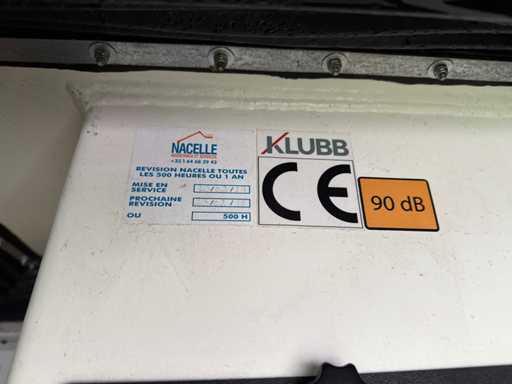 NACELLE
REVISION NACELLE TOUTES
LES 500 HEURES OU 1 AN
MISE EN
SERVICE
PROCHAINE
REVISION
OU 500 H
KLUBB
CE
90 dB